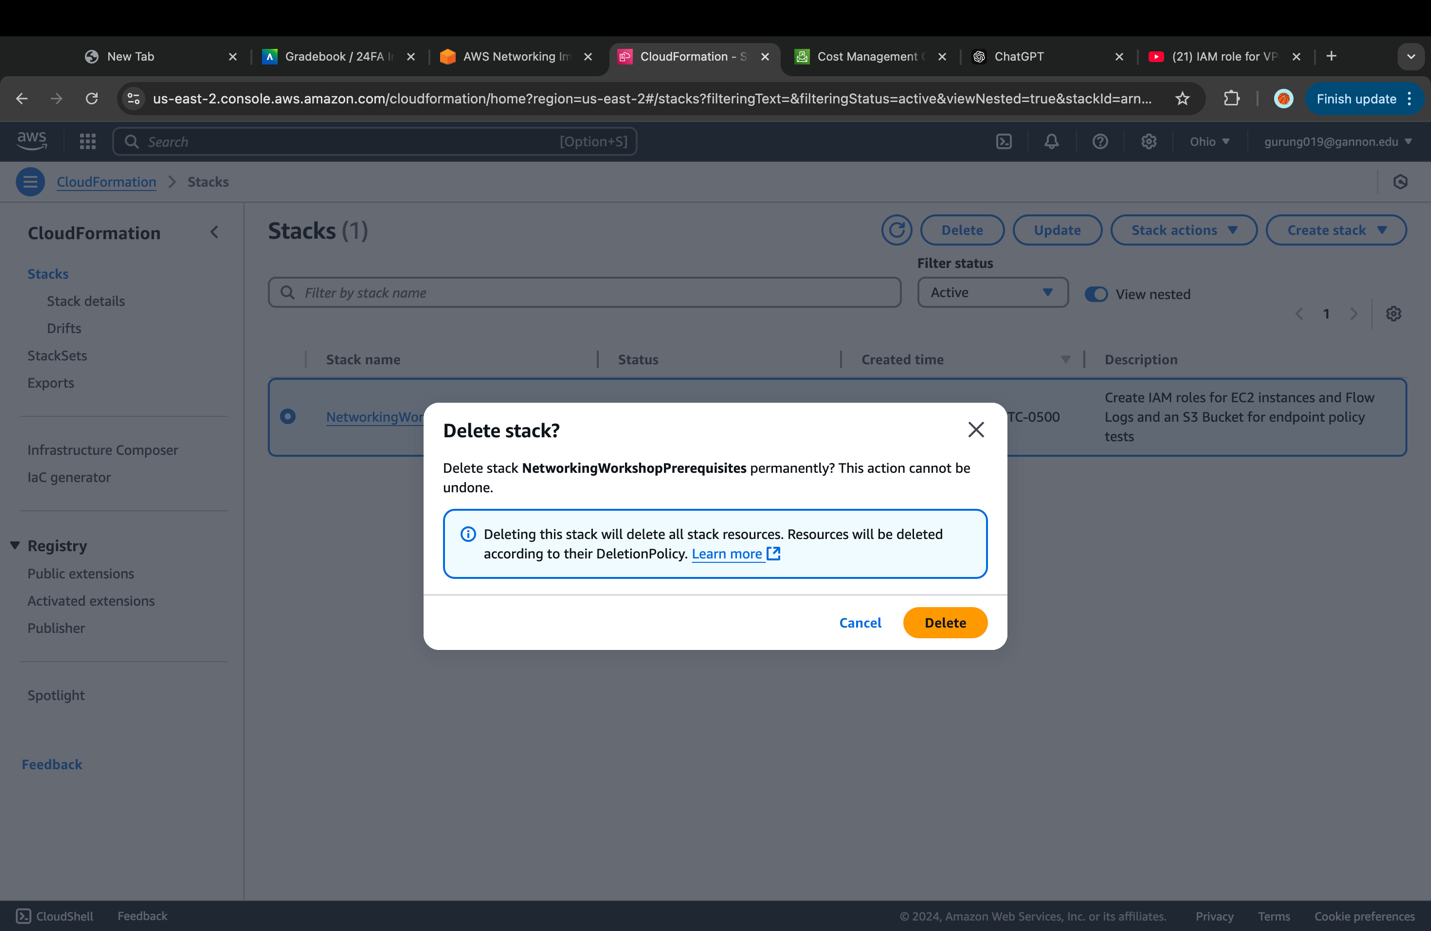 New Tab
Gradebook / 24FA I
AWS Networking Im
CloudFormation - S
Cost Management
ChatGPT
(21) IAM role for VP
us-east-2.console.aws.amazon.com/cloudformation/home?region=us-east-2#/stacks?filteringText=&filteringStatus=active&viewNested=true&stackId=arn...
Finish update
aws
Search
[Option+S]
Ohio
gurung019@gannon.edu
CloudFormation
Stacks
CloudFormation
Stacks
Stack details
Drifts
StackSets
Exports
Infrastructure Composer
IaC generator
Registry
Public extensions
Activated extensions
Publisher
Spotlight
Feedback
Stacks (1)
Delete
Update
Stack actions
Create stack
Filter status
Filter by stack name
Active
View nested
1
Stack name
Status
Created time
Description
NetworkingWor
TC-0500
Create IAM roles for EC2 instances and Flow
Logs and an S3 Bucket for endpoint policy
tests
Delete stack?
Delete stack NetworkingWorkshopPrerequisites permanently? This action cannot be
undone.
Deleting this stack will delete all stack resources. Resources will be deleted
according to their DeletionPolicy. Learn more
Cancel
Delete
CloudShell
Feedback
© 2024, Amazon Web Services, Inc. or its affiliates.
Privacy
Terms
Cookie preferences